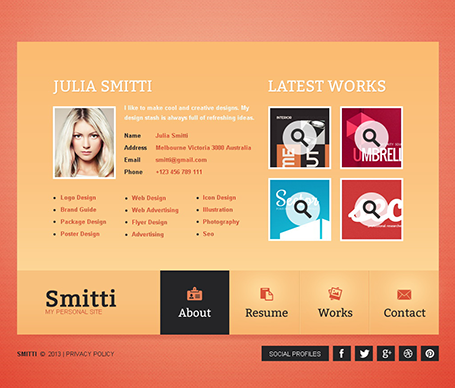 JULIA SMITTI
I like to make cool and creative designs. My
design stash is always full of refreshing ideas.
Name Julia Smitti
Address Melbourne Victoria 3000 Australia
Email smitti@gmail.com
Phone +123 456 789 111
• Logo Design
• Brand Guide
• Package Design
• Poster Design
• Web Design
• Web Advertising
• Flyer Design
• Advertising
• Icon Design
• Illustration
• Photography
• Seo
LATEST WORKS
UMBRELL
Smitti
MY PERSONAL SITE
About
Resume
Works
Contact
SMITTI © 2013 | PRIVACY POLICY
SOCIAL PROFILES